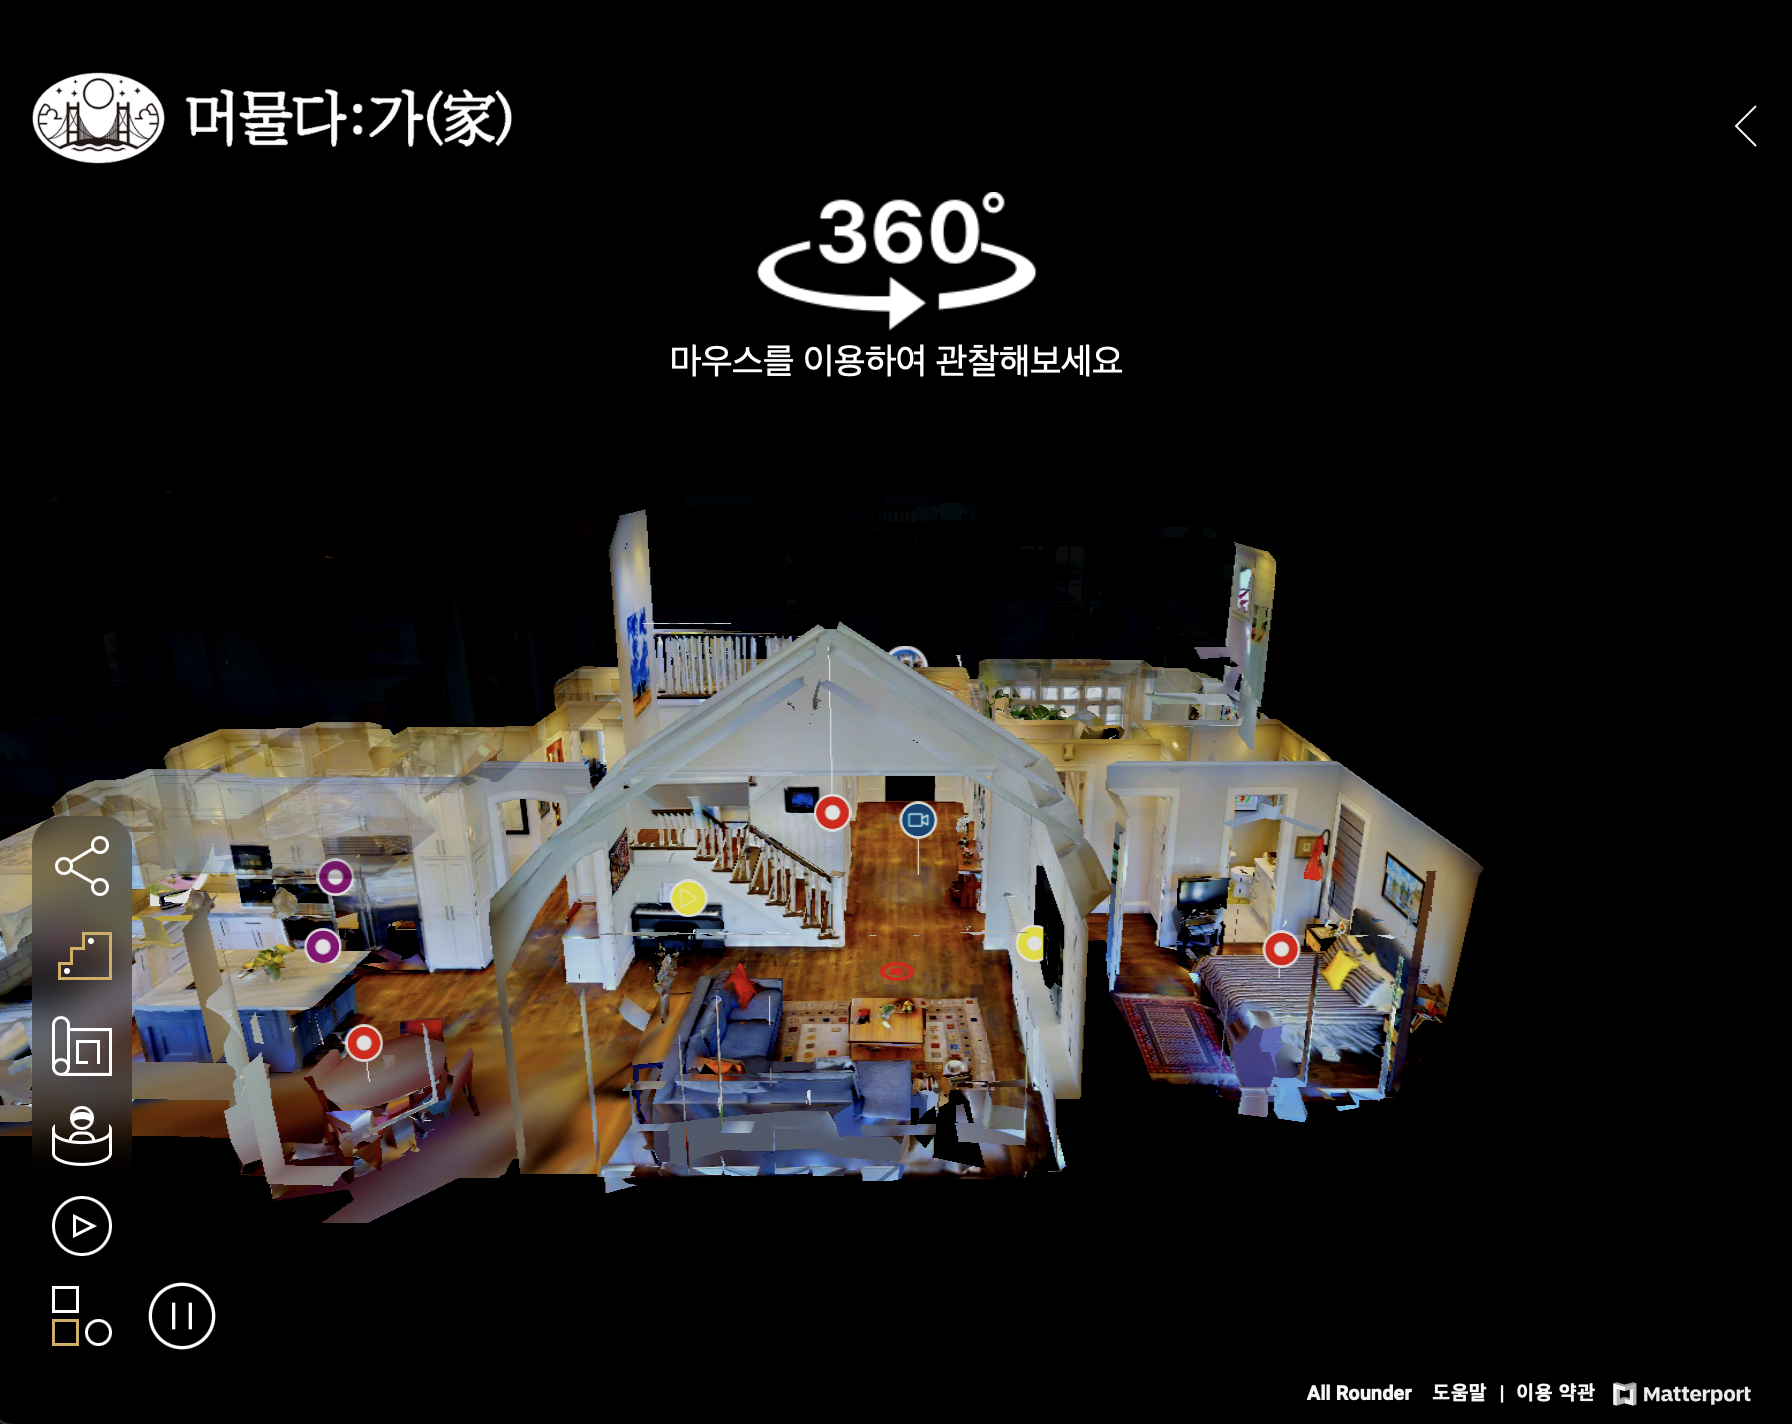 머물다:가(家)
360°
마우스를 이용하여 관찰해보세요
All Rounder 도움말 | 이용 약관 Matterport